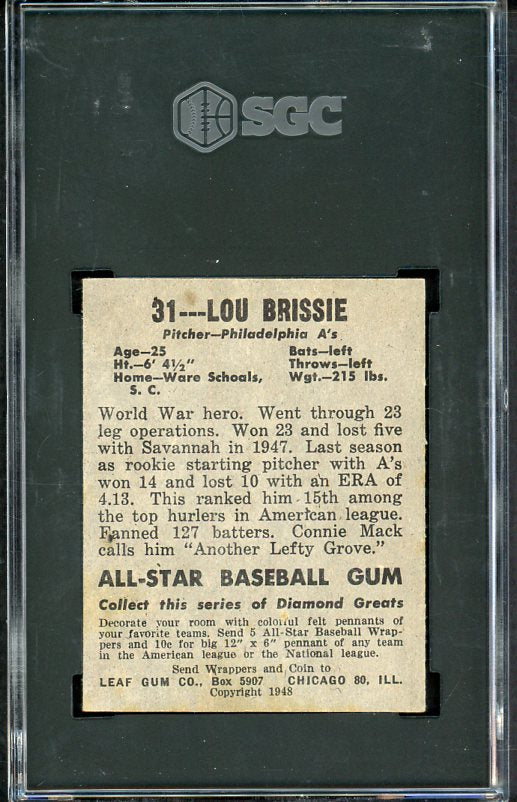 SGC
31---LOU BRISSIE
Pitcher—Philadelphia A's
Age—25 Bats—left
Ht.—6' 4½" Throws—left
Home—Ware Schoals, Wgt.—215 lbs.
S. C.
World War hero. Went through 23
leg operations. Won 23 and lost five
with Savannah in 1947. Last season
as rookie starting pitcher with A's
won 14 and lost 10 with an ERA of
4.13. This ranked him 15th among
the top hurlers in American league.
Fanned 127 batters. Connie Mack
calls him "Another Lefty Grove."
ALL-STAR BASEBALL GUM
Collect this series of Diamond Greats
Decorate your room with colorful felt pennants of
your favorite teams. Send 5 All-Star Baseball Wrap-
pers and 10c for big 12" x 6" pennant of any team
in the American league or the National league.
Send Wrappers and Coin to
LEAF GUM CO., Box 5907 CHICAGO 80, ILL.
Copyright 1948